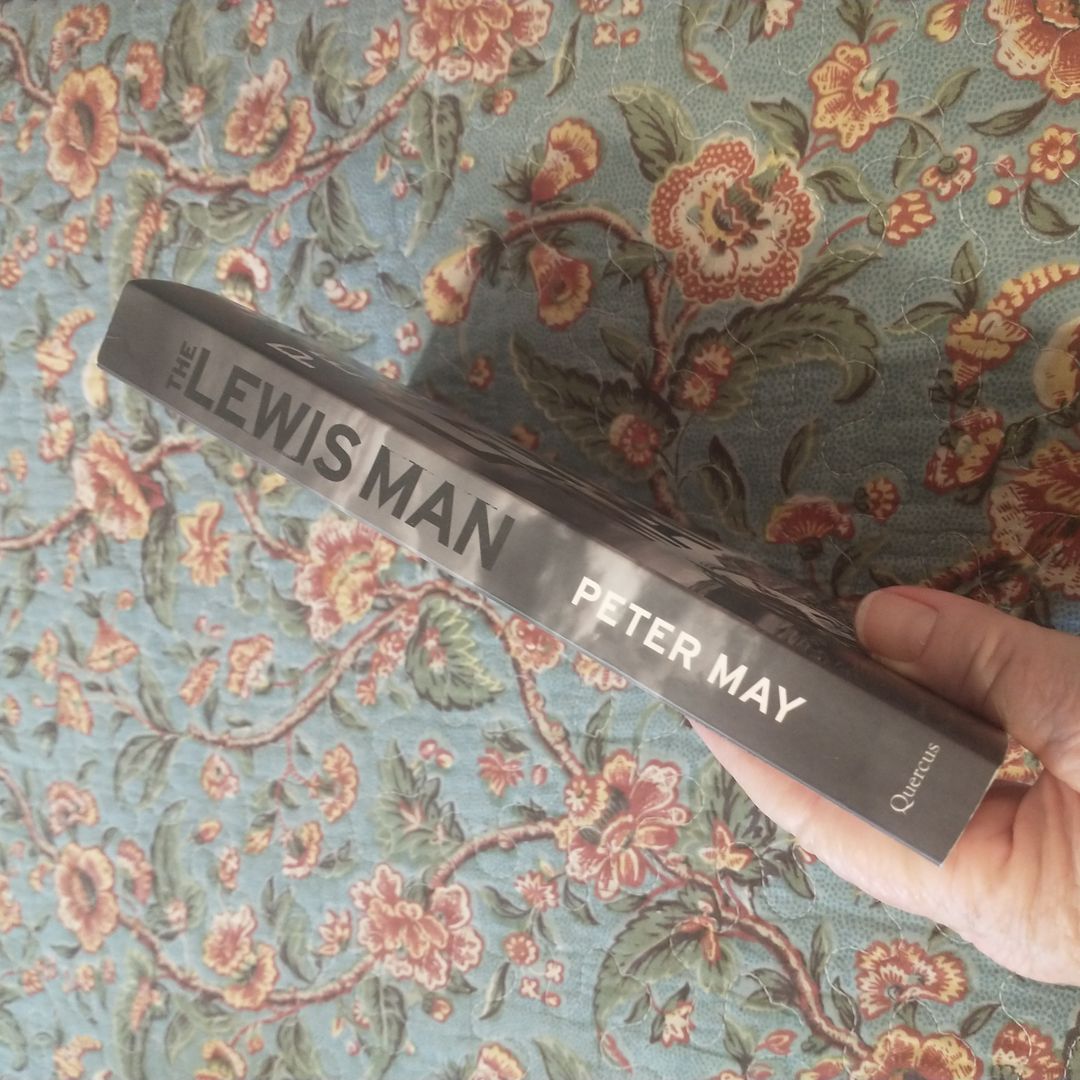 THE
LEWIS MAN
PETER MAY
Quercus